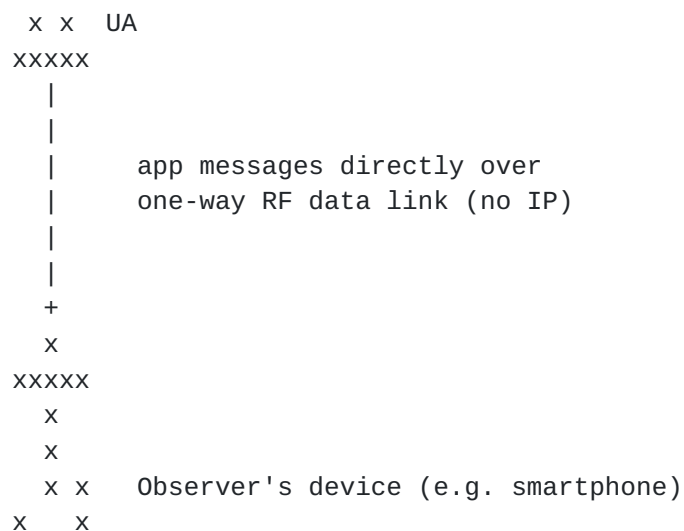 x x UA
xxxxx
|
|
| app messages directly over
| one-way RF data link (no IP)
|
|
+
x
xxxxx
x
x
x x Observer's device (e.g. smartphone)
x x